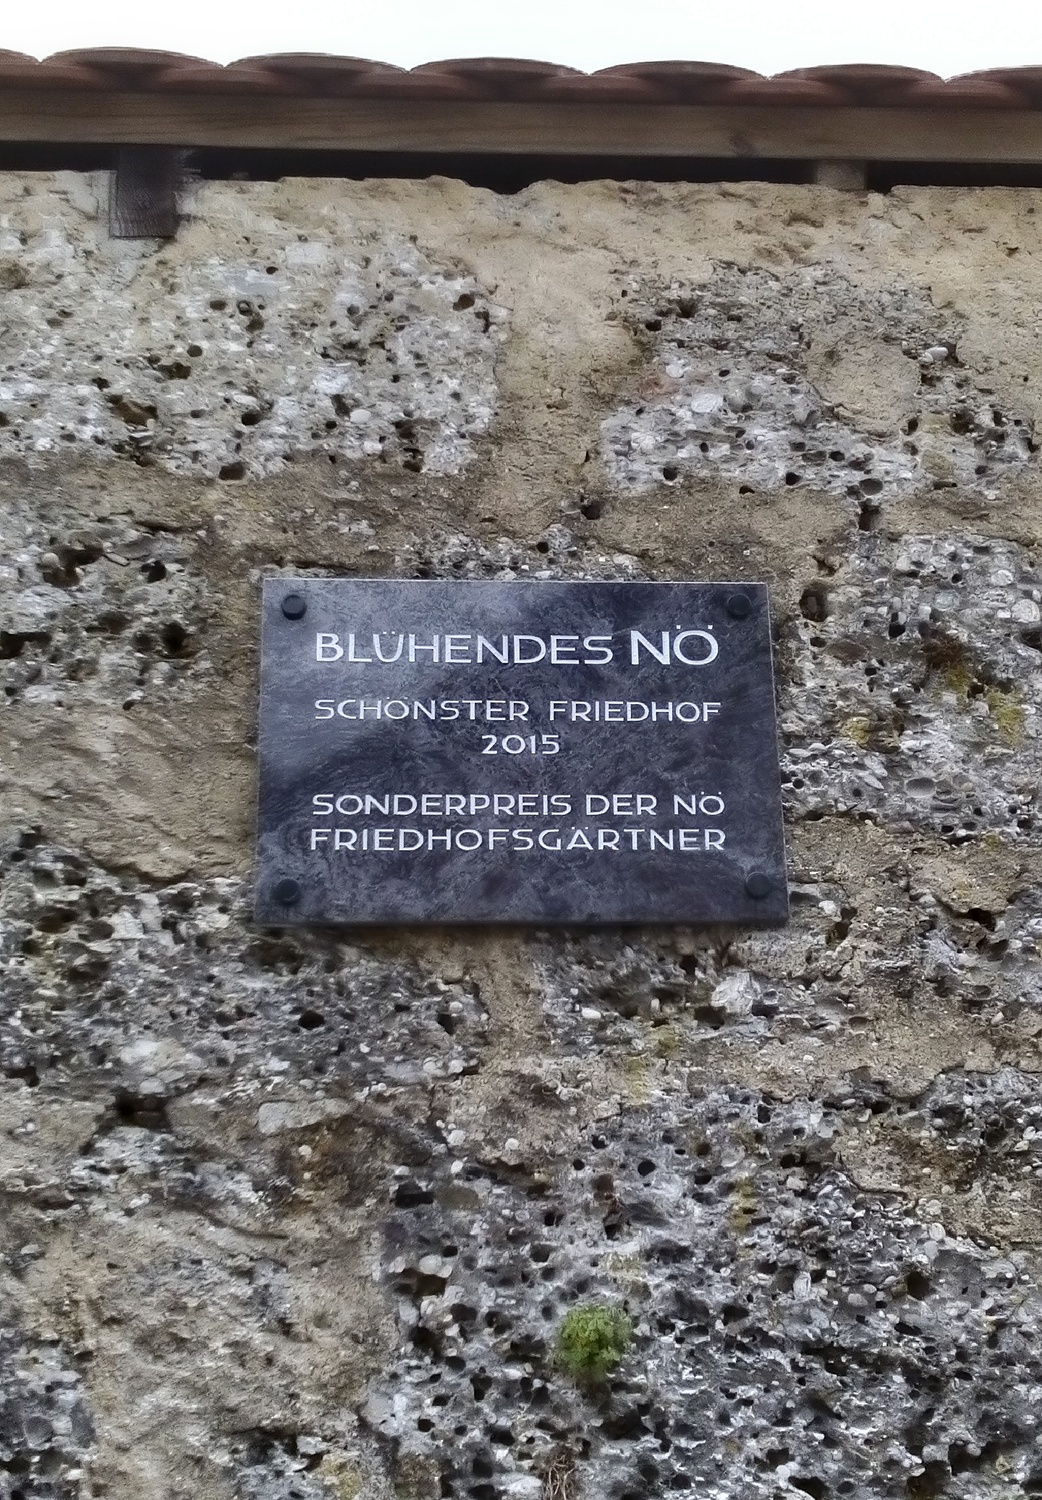 BLÜHENDES NÖ
SCHÖNSTER FRIEDHOF
2015
SONDERPREIS DER NÖ
FRIEDHOFSGÄRTNER